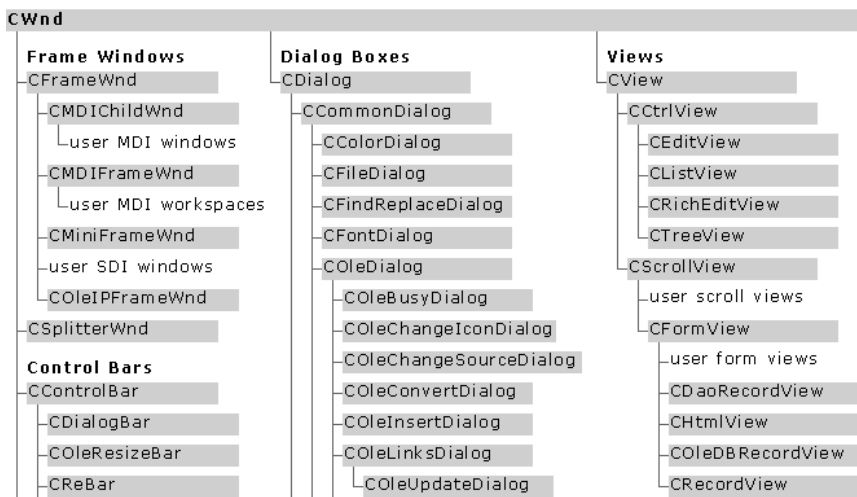 CWnd
Frame Windows
CFrameWnd
CMDIChildWnd
user MDI windows
CMDIFrameWnd
user MDI workspaces
CMiniFrameWnd
user SDI windows
COleIPFrameWnd
CSplitterWnd
Control Bars
CControlBar
CDialogBar
COleResizeBar
CReBar
Dialog Boxes
CDialog
CCommonDialog
CColorDialog
CFileDialog
CFindReplaceDialog
CFontDialog
COleDialog
COleBusyDialog
COleChangeIconDialog
COleChangeSourceDialog
COleConvertDialog
COleInsertDialog
COleLinksDialog
COleUpdateDialog
Views
CView
CCtrlView
CEditView
CListView
CRichEditView
CTreeView
CScrollView
user scroll views
CFormView
user form views
CDaoRecordView
CHtmlView
COleDBRecordView
CRecordView